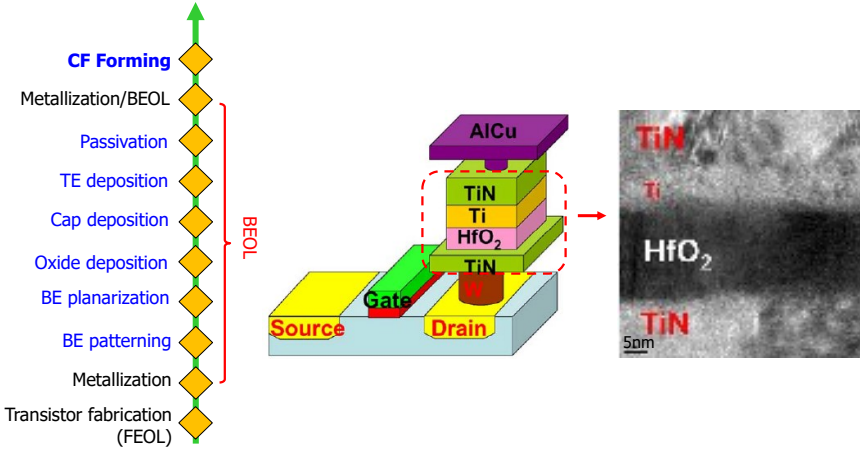 CF Forming
Metallization/BEOL
Passivation
TE deposition
Cap deposition
Oxide deposition
BE planarization
BE patterning
Metallization
Transistor fabrication
(FEOL)
BEOL
AlCu
TiN
Ti
HfO₂
TiN
W
Gate
Source
Drain
TiN
Ti
HfO₂
TiN
5nm